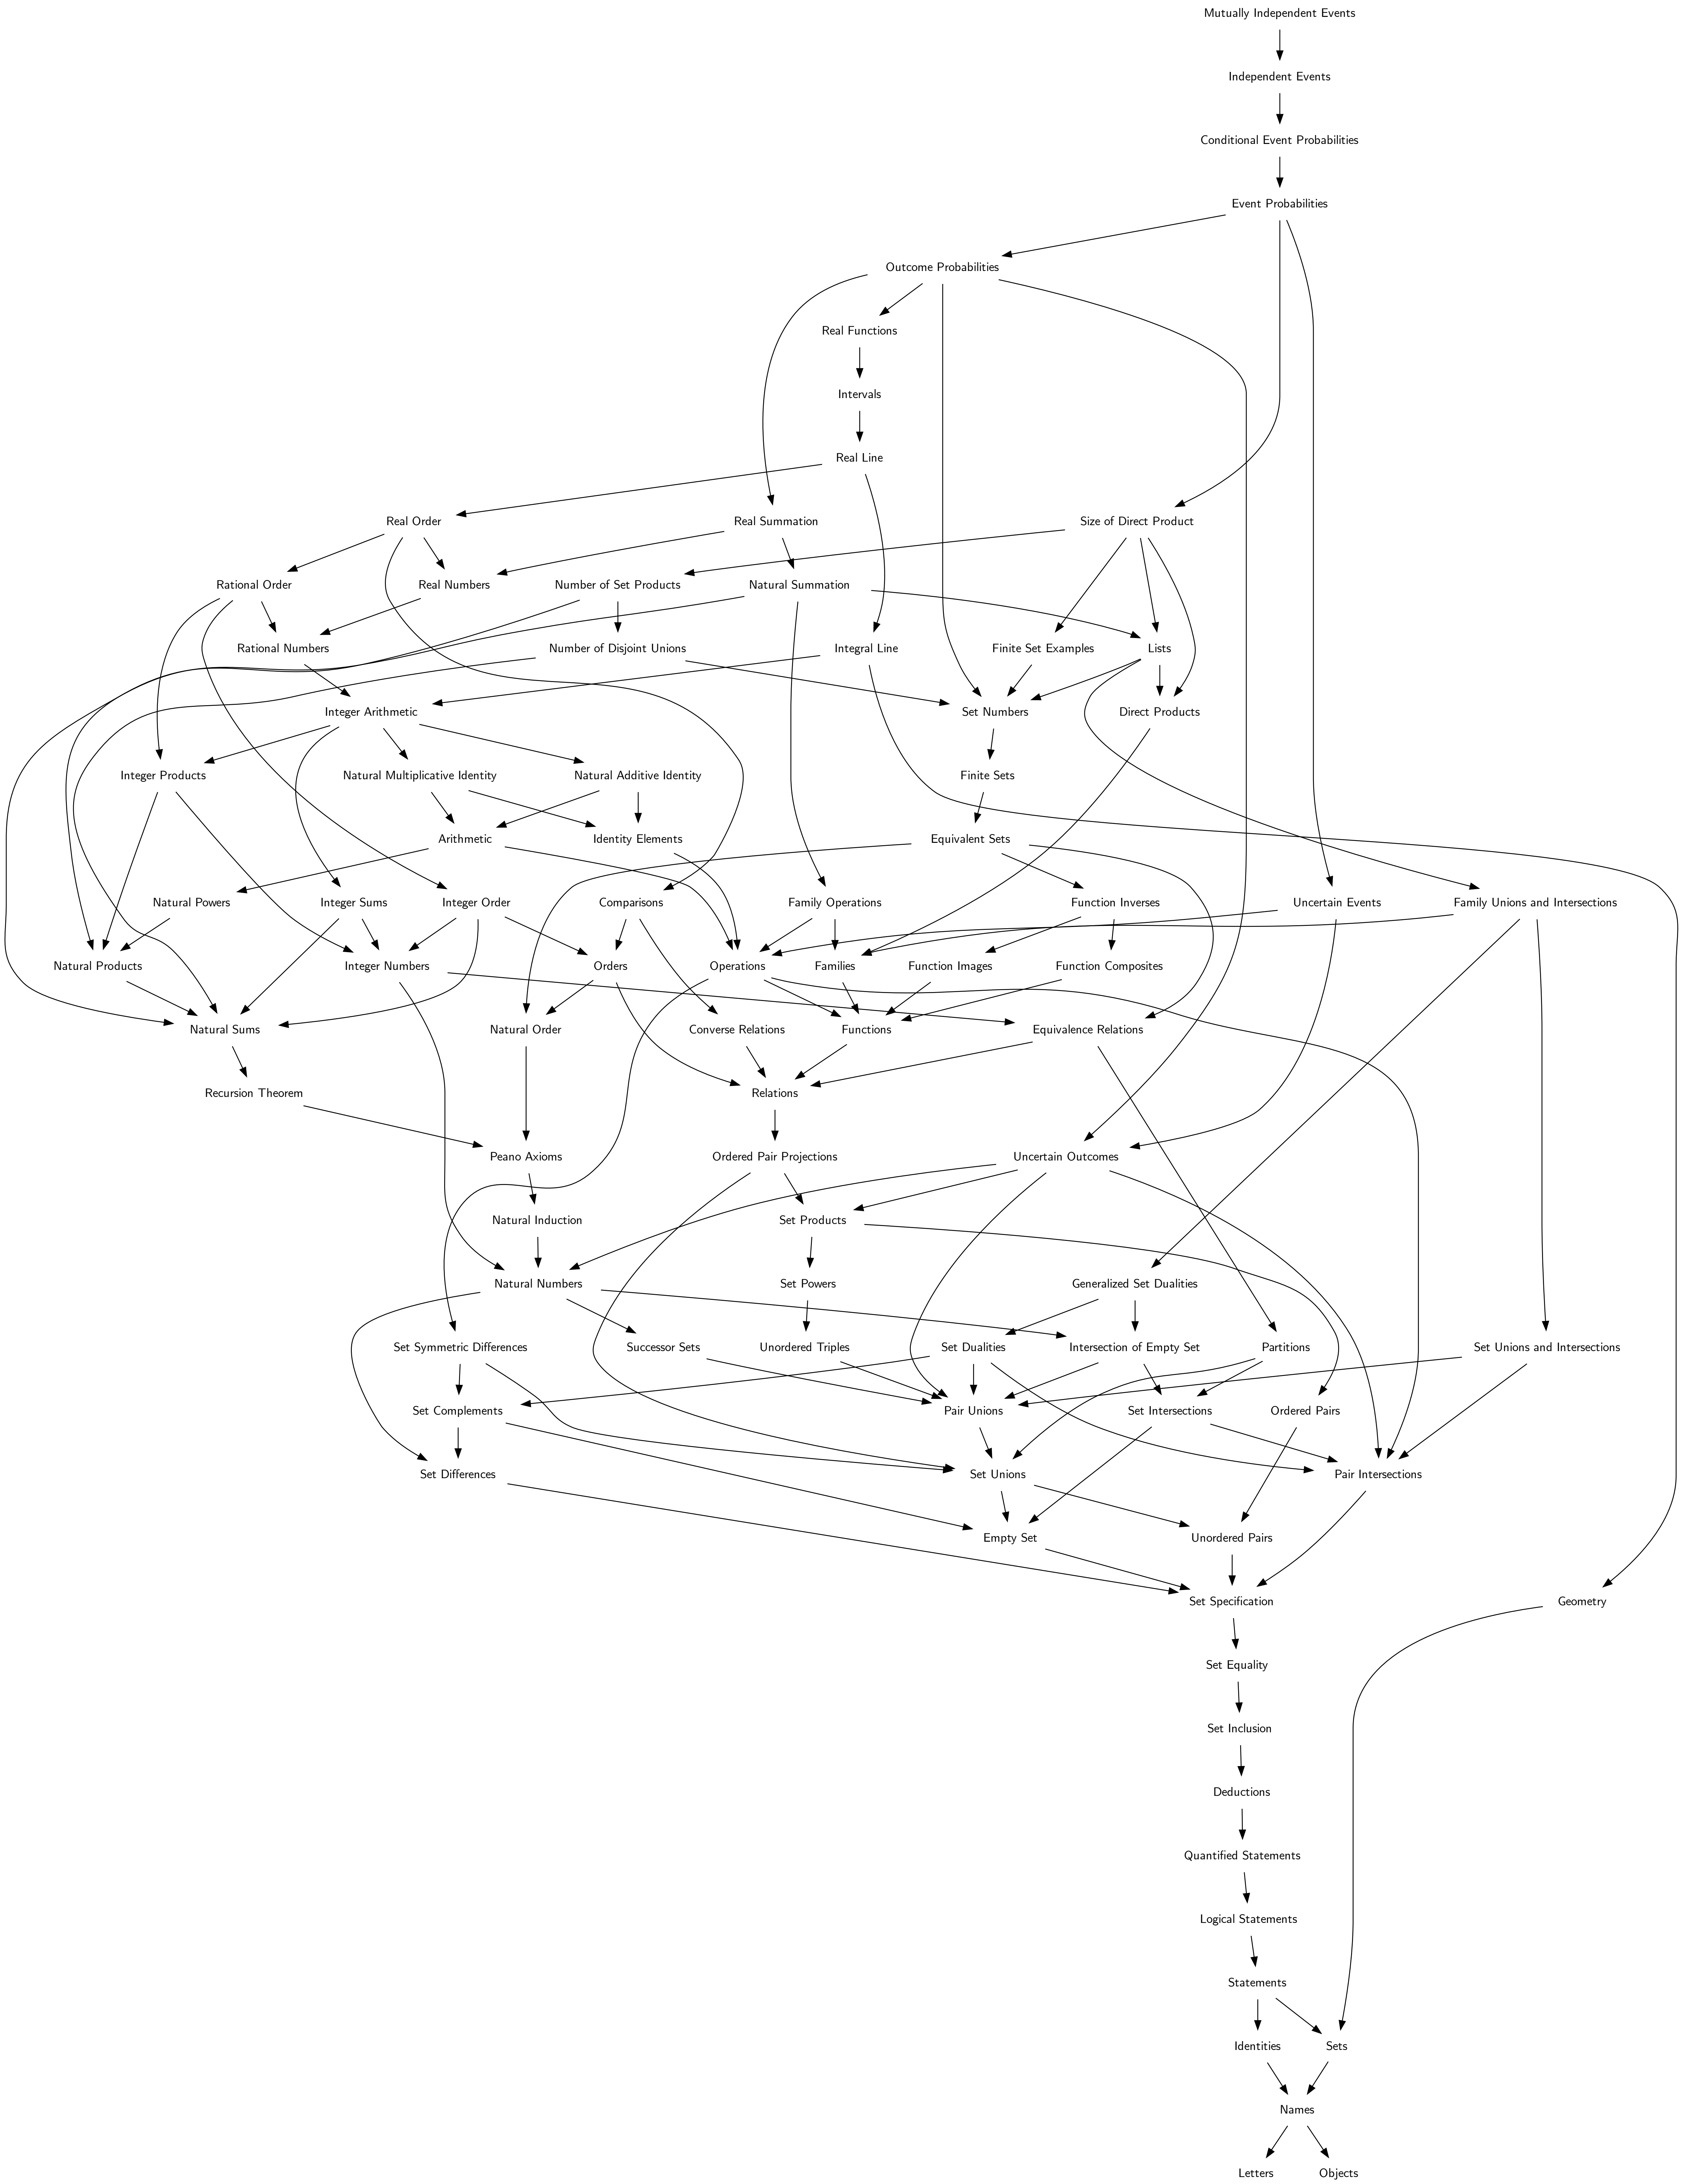 Mutually Independent Events
Independent Events
Conditional Event Probabilities
Event Probabilities
Outcome Probabilities
Real Functions
Intervals
Real Line
Real Order
Real Summation
Size of Direct Product
Rational Order
Real Numbers
Number of Set Products
Natural Summation
Rational Numbers
Number of Disjoint Unions
Integral Line
Finite Set Examples
Lists
Integer Arithmetic
Set Numbers
Direct Products
Integer Products
Natural Multiplicative Identity
Natural Additive Identity
Finite Sets
Arithmetic
Identity Elements
Equivalent Sets
Natural Powers
Integer Sums
Integer Order
Comparisons
Family Operations
Function Inverses
Uncertain Events
Family Unions and Intersections
Natural Products
Integer Numbers
Orders
Operations
Families
Function Images
Function Composites
Natural Sums
Natural Order
Converse Relations
Functions
Equivalence Relations
Recursion Theorem
Relations
Peano Axioms
Ordered Pair Projections
Uncertain Outcomes
Natural Induction
Set Products
Natural Numbers
Set Powers
Generalized Set Dualities
Set Symmetric Differences
Successor Sets
Unordered Triples
Set Dualities
Intersection of Empty Set
Partitions
Set Unions and Intersections
Set Complements
Pair Unions
Set Intersections
Ordered Pairs
Set Differences
Set Unions
Pair Intersections
Empty Set
Unordered Pairs
Set Specification
Geometry
Set Equality
Set Inclusion
Deductions
Quantified Statements
Logical Statements
Statements
Identities
Sets
Names
Letters
Objects